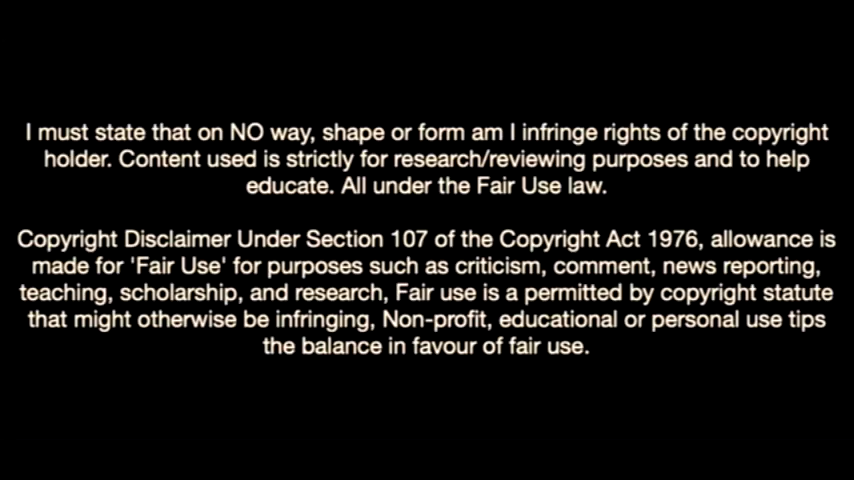 I must state that on NO way, shape or form am I infringe rights of the copyright
holder. Content used is strictly for research/reviewing purposes and to help
educate. All under the Fair Use law.
Copyright Disclaimer Under Section 107 of the Copyright Act 1976, allowance is
made for 'Fair Use' for purposes such as criticism, comment, news reporting,
teaching, scholarship, and research, Fair use is a permitted by copyright statute
that might otherwise be infringing, Non-profit, educational or personal use tips
the balance in favour of fair use.